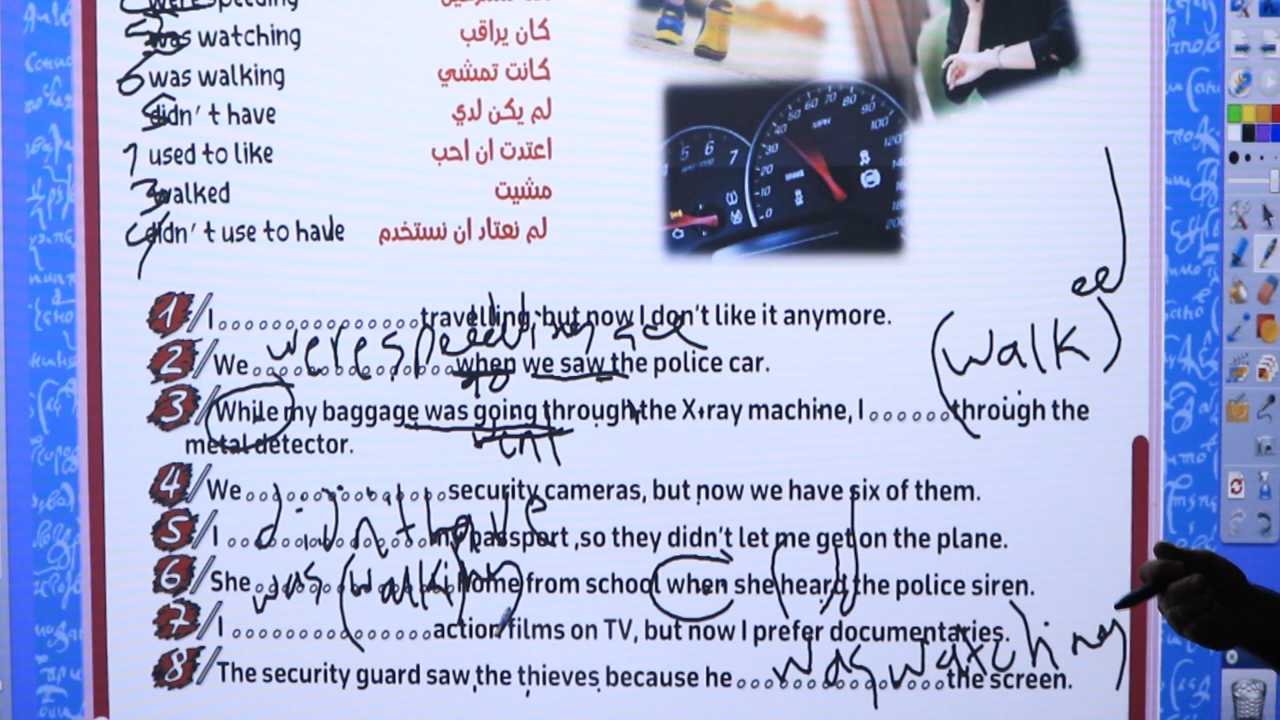 were speeding
was watching كان يراقب
was walking كانت تمشي
didn't have لم يكن لدي
used to like اعتدت ان احب
walked مشيت
didn't use to have لم نعتاد ان نستخدم
1/ I............... travelling, but now I don't like it anymore.
were speeding
2/ We ............... when we saw the police car.
(walk) ed
3/ While my baggage was going through the X-ray machine, I...... through the
went
metal detector.
4/ We............... security cameras, but now we have six of them.
didn't have
5/ I ............... my passport ,so they didn't let me get on the plane.
was (walking
6/ She............... home from school when she heard the police siren.
7/ I ............... action films on TV, but now I prefer documentaries.
was watching
8/ The security guard saw the thieves because he ............... the screen.